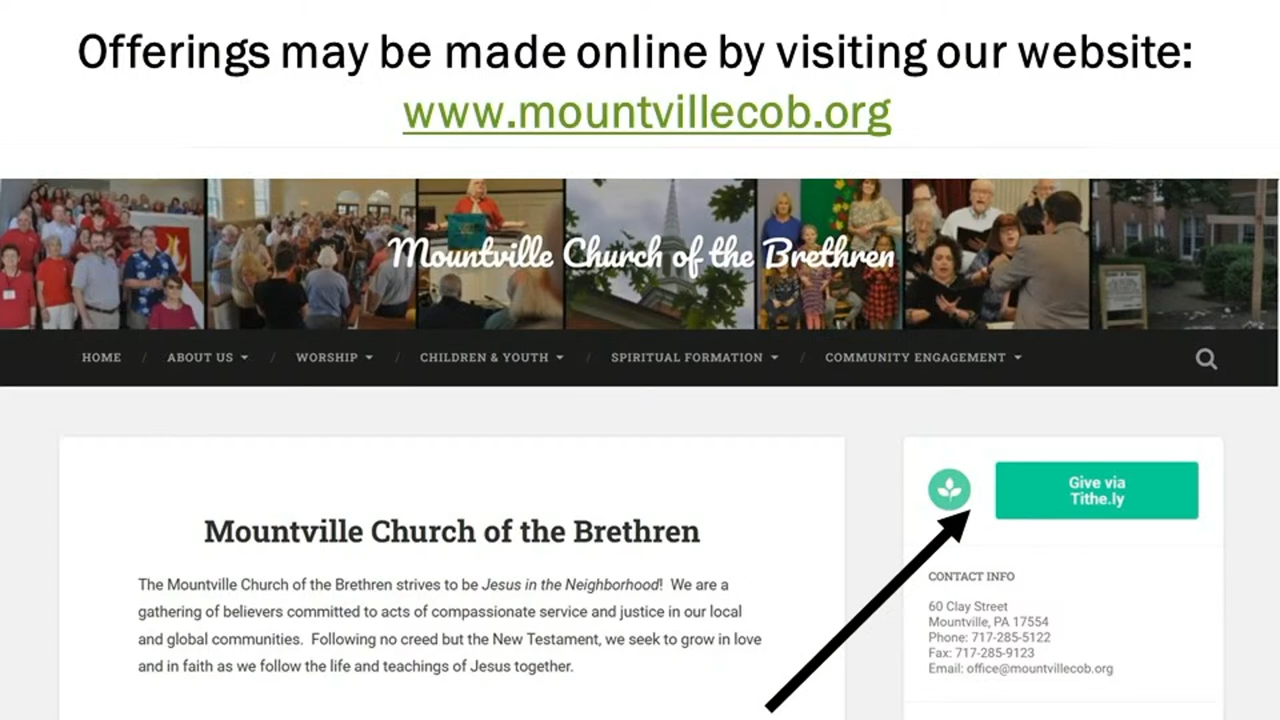 Offerings may be made online by visiting our website:
www.mountvillecob.org
Mountville Church of the Brethren
HOME / ABOUT US / WORSHIP / CHILDREN & YOUTH / SPIRITUAL FORMATION / COMMUNITY ENGAGEMENT
Mountville Church of the Brethren
The Mountville Church of the Brethren strives to be Jesus in the Neighborhood! We are a
gathering of believers committed to acts of compassionate service and justice in our local
and global communities. Following no creed but the New Testament, we seek to grow in love
and in faith as we follow the life and teachings of Jesus together.
Give via
Tithe.ly
CONTACT INFO
60 Clay Street
Mountville, PA 17554
Phone: 717-285-5122
Fax: 717-285-9123
Email: office@mountvillecob.org